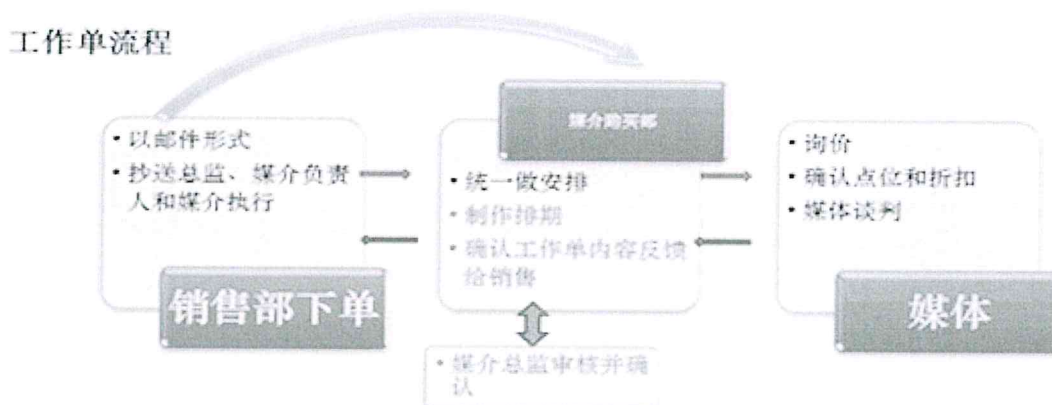 工作单流程
• 以邮件形式
• 抄送总监、媒介负责
人和媒介执行
销售部下单
媒介购买部
• 统一做安排
• 制作排期
• 确认工作单内容反馈
给销售
• 媒介总监审核并确
认
• 询价
• 确认点位和折扣
• 媒体谈判
媒体